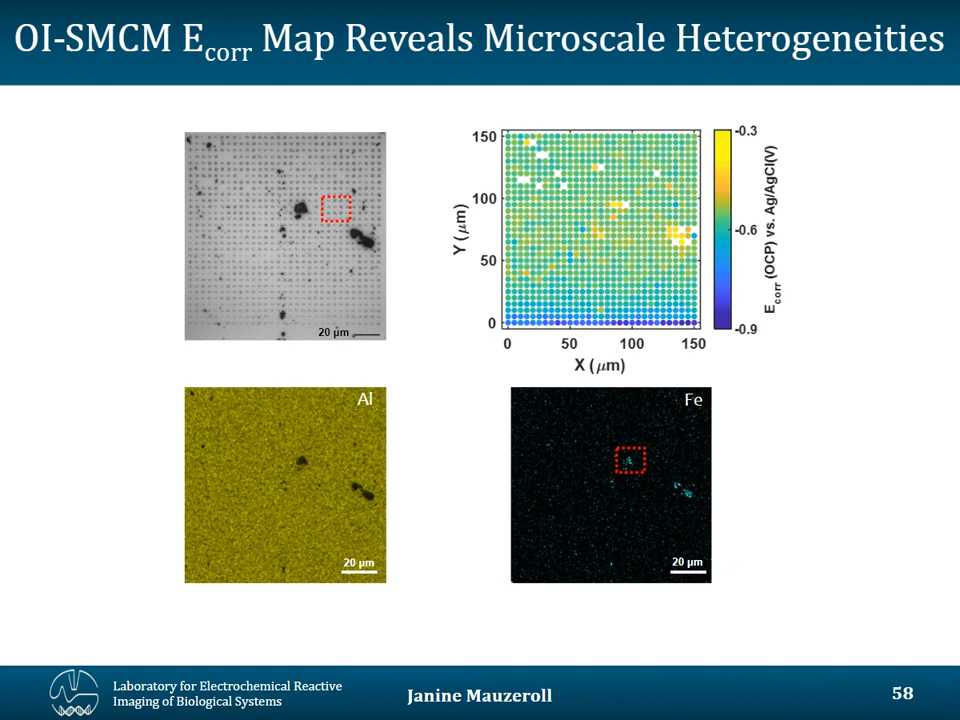 OI-SMCM Ecorr Map Reveals Microscale Heterogeneities
20 μm
150
100
50
0
Y (μm)
0 50 100 150
X (μm)
-0.3
-0.6
-0.9
Ecorr (OCP) vs. Ag/AgCl(V)
Al
20 μm
Fe
20 μm
Laboratory for Electrochemical Reactive
Imaging of Biological Systems
Janine Mauzeroll
58